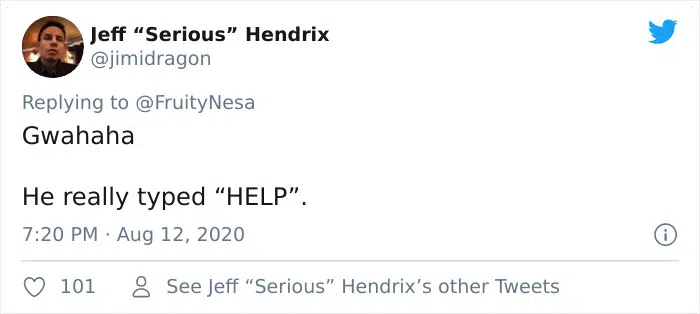 Jeff “Serious” Hendrix
@jimidragon
Replying to @FruityNesa
Gwahaha
He really typed “HELP”.
7:20 PM · Aug 12, 2020
101 See Jeff “Serious” Hendrix’s other Tweets